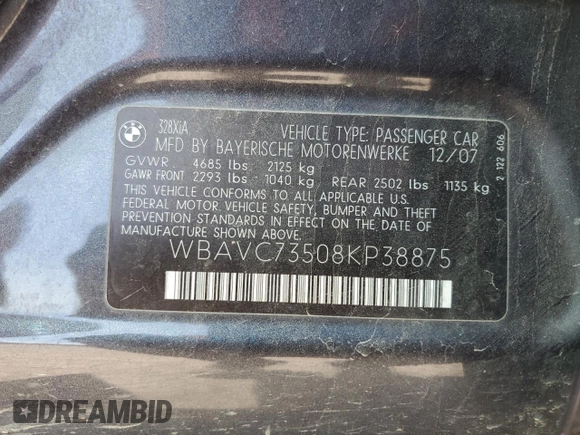 BMW
328XiA
VEHICLE TYPE: PASSENGER CAR
MFD BY BAYERISCHE MOTORENWERKE 12/07
GVWR 4685 lbs 2125 kg
GAWR FRONT 2293 lbs 1040 kg REAR 2502 lbs 1135 kg
THIS VEHICLE CONFORMS TO ALL APPLICABLE U.S.
FEDERAL MOTOR VEHICLE SAFETY, BUMPER AND THEFT
PREVENTION STANDARDS IN EFFECT ON THE DATE OF
MANUFACTURE SHOWN ABOVE.
WBAVC73508KP38875
2 122 606
DREAMBID